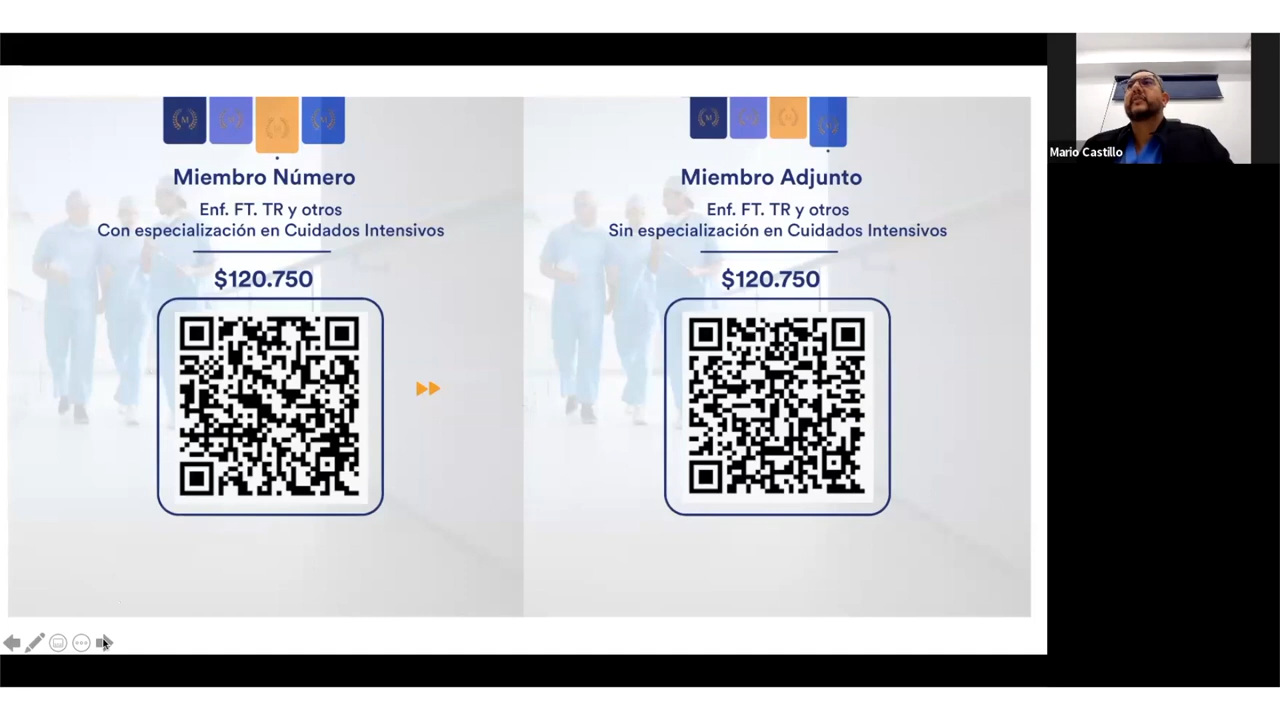 Miembro Número
Enf. FT. TR y otros
Con especialización en Cuidados Intensivos
$120.750
Miembro Adjunto
Enf. FT. TR y otros
Sin especialización en Cuidados Intensivos
$120.750
Mario Castillo